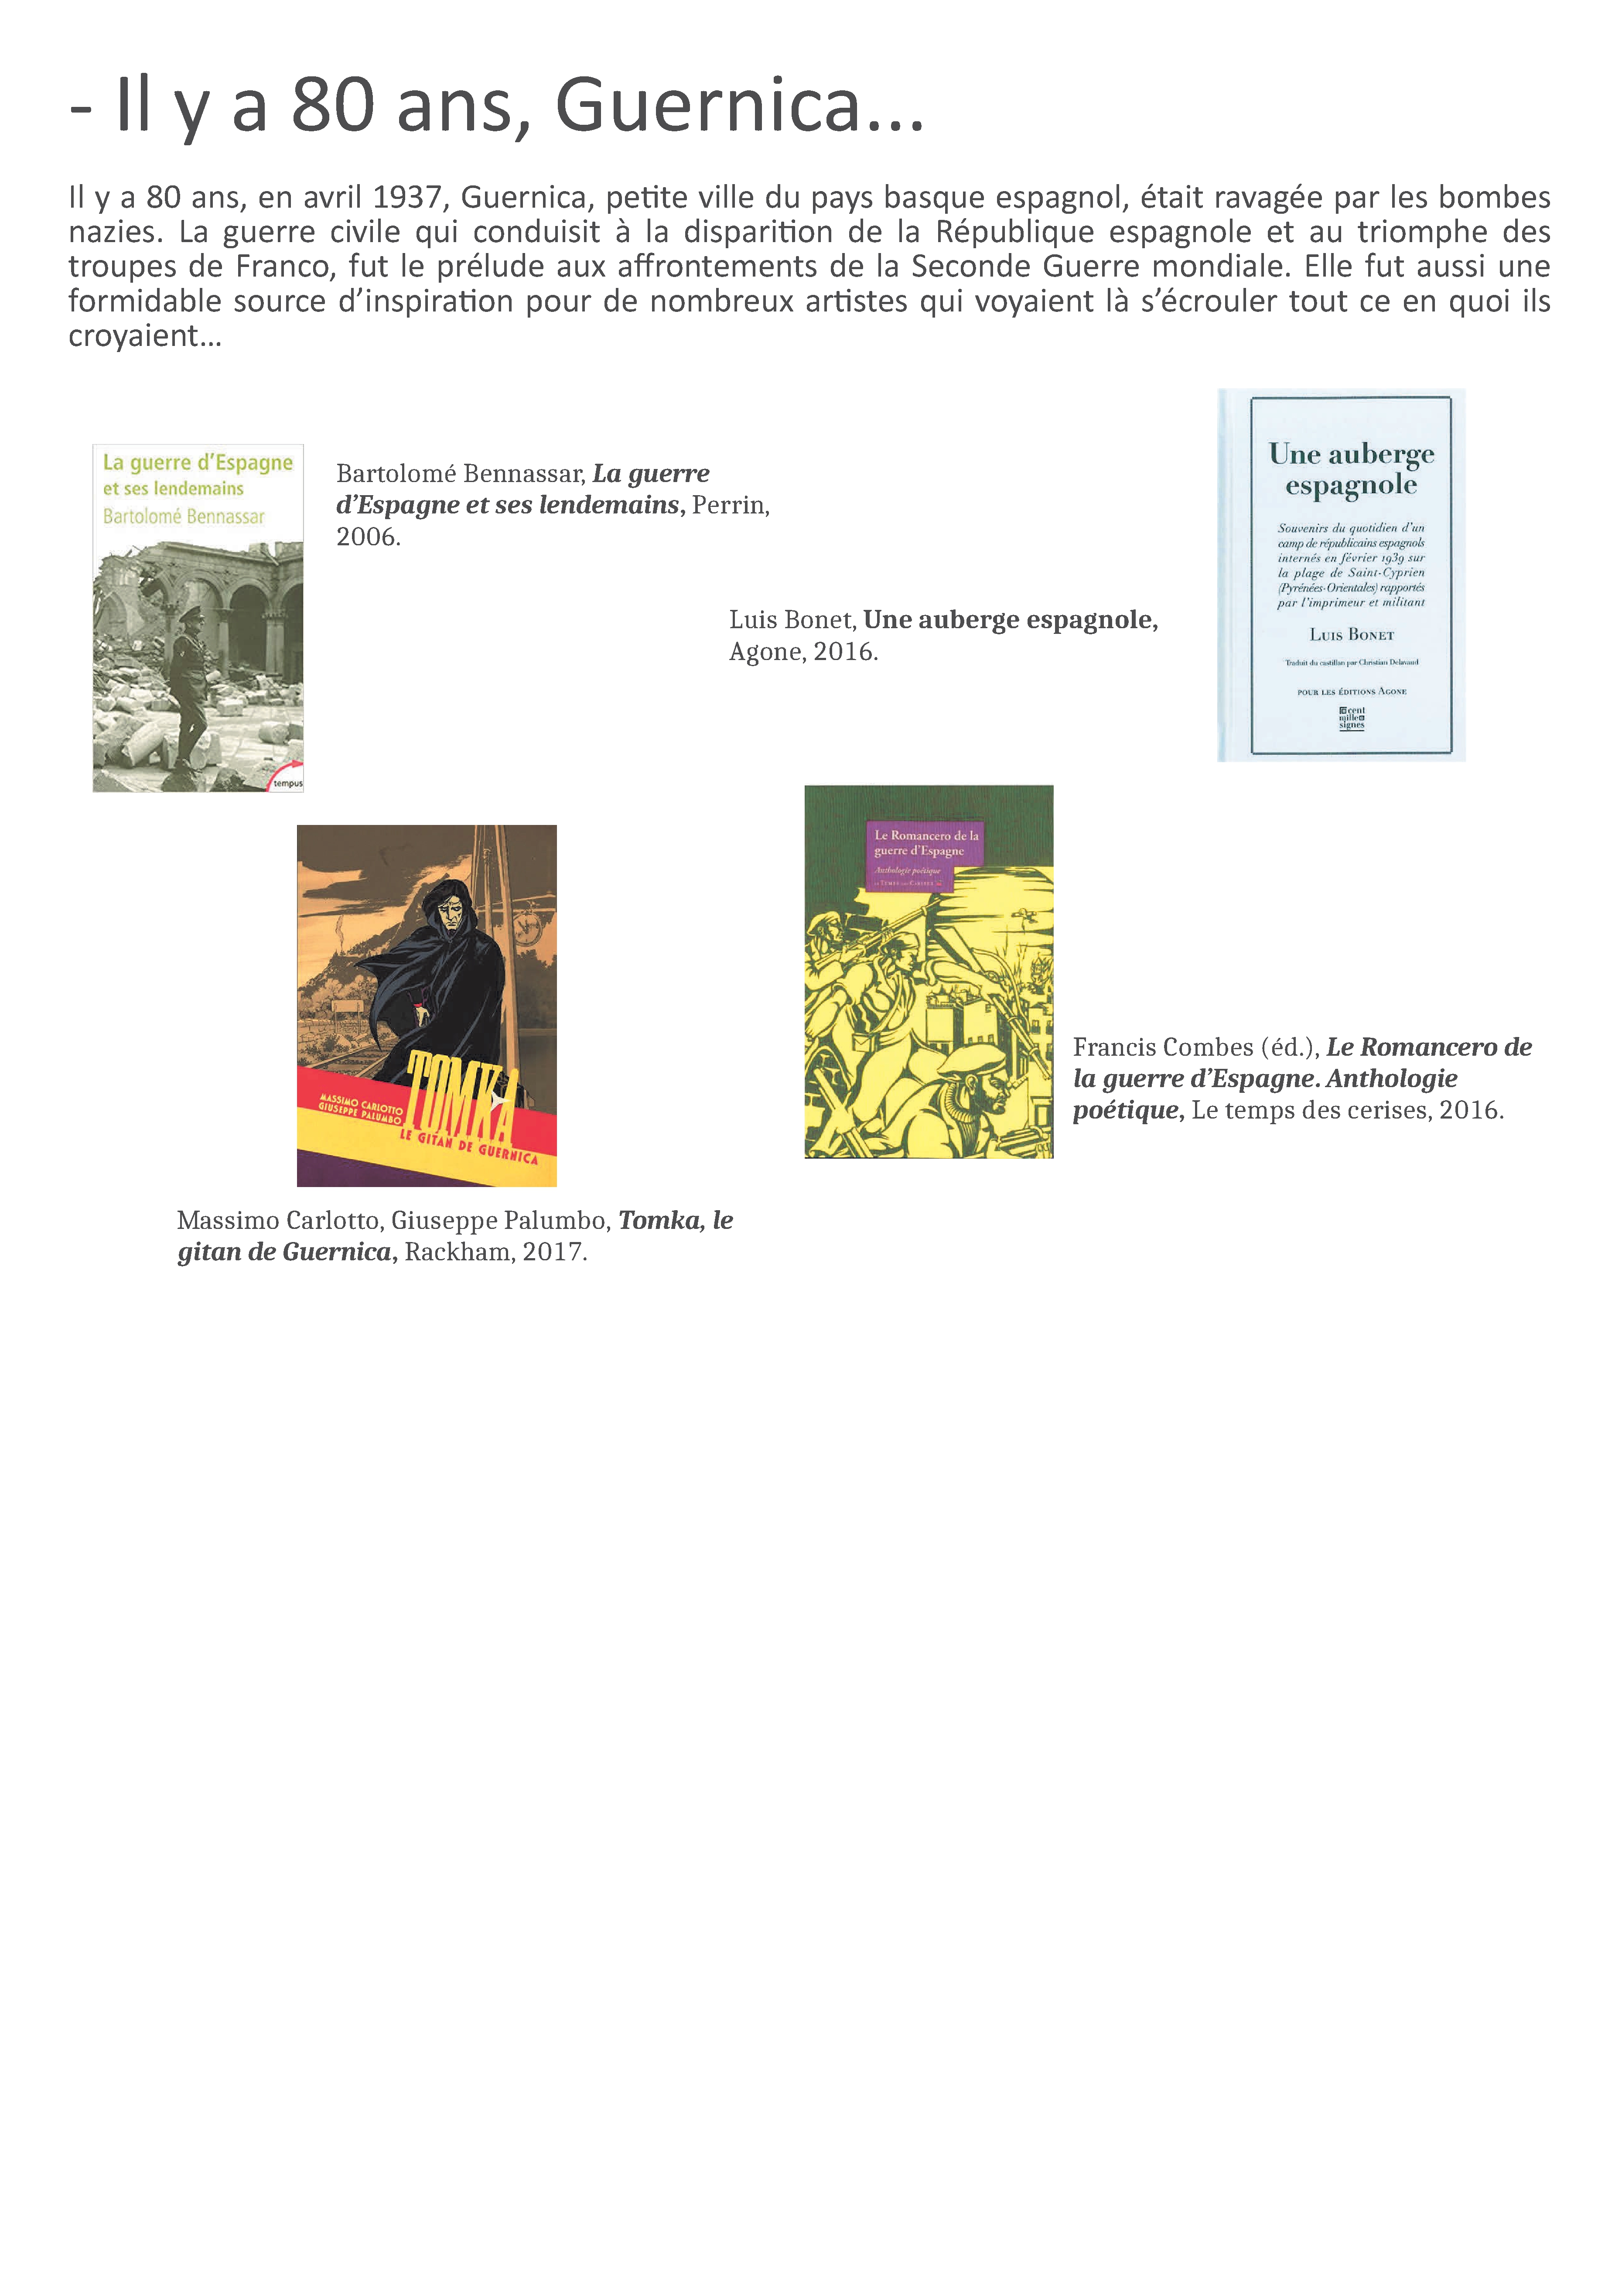 - Il y a 80 ans, Guernica...
Il y a 80 ans, en avril 1937, Guernica, petite ville du pays basque espagnol, était ravagée par les bombes
nazies. La guerre civile qui conduisit à la disparition de la République espagnole et au triomphe des
troupes de Franco, fut le prélude aux affrontements de la Seconde Guerre mondiale. Elle fut aussi une
formidable source d’inspiration pour de nombreux artistes qui voyaient là s’écrouler tout ce en quoi ils
croyaient...
La guerre d’Espagne
et ses lendemains
Bartolomé Bennassar
tempus
Bartolomé Bennassar, La guerre
d’Espagne et ses lendemains, Perrin,
2006.
Luis Bonet, Une auberge espagnole,
Agone, 2016.
Une auberge
espagnole
Souvenirs du quotidien d’un
camp de républicains espagnols
internés en février 1939 sur
la plage de Saint-Cyprien
(Pyrénées-Orientales) rapportés
par l’imprimeur et militant
Luis Bonet
Traduit du castillan par Christian Delavaud
pour les éditions Agone
cent
mille
signes
MASSIMO CARLOTTO
GIUSEPPE PALUMBO
TOMKA
LE GITAN DE GUERNICA
Massimo Carlotto, Giuseppe Palumbo, Tomka, le
gitan de Guernica, Rackham, 2017.
Le Romancero de la
guerre d’Espagne
Anthologie poétique
Le Temps des Cerises
Francis Combes (éd.), Le Romancero de
la guerre d’Espagne. Anthologie
poétique, Le temps des cerises, 2016.